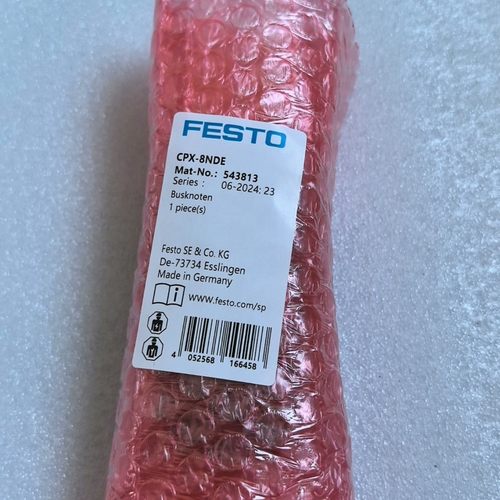 FESTO
CPX-8NDE
Mat-No.: 543813
Series : 06-2024; 23
Busknoten
1 piece(s)
Festo SE & Co. KG
De-73734 Esslingen
Made in Germany
www.festo.com/sp
4 052568 166458